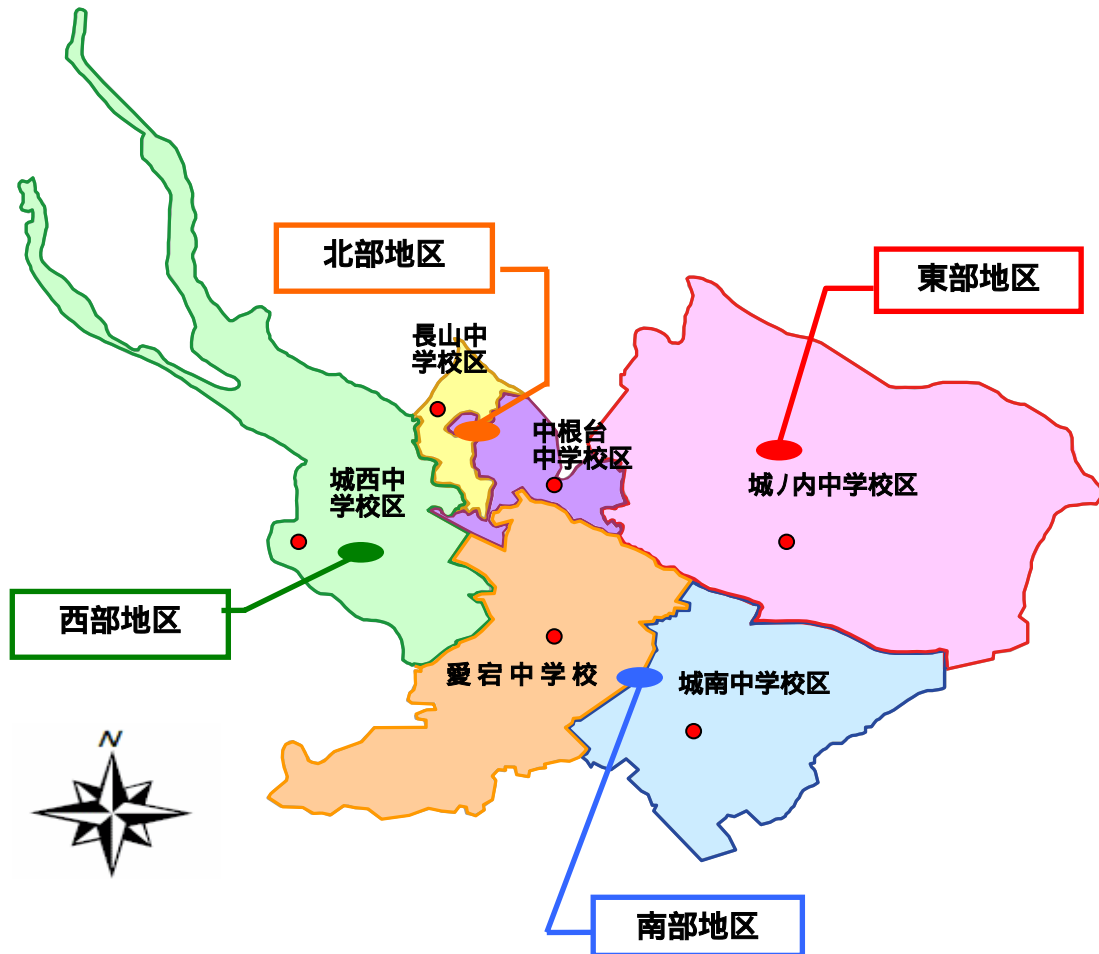 北部地区
東部地区
長山中
学校区
中根台
中学校区
城西中
学校区
城ノ内中学校区
西部地区
愛宕中学校
城南中学校区
N
南部地区